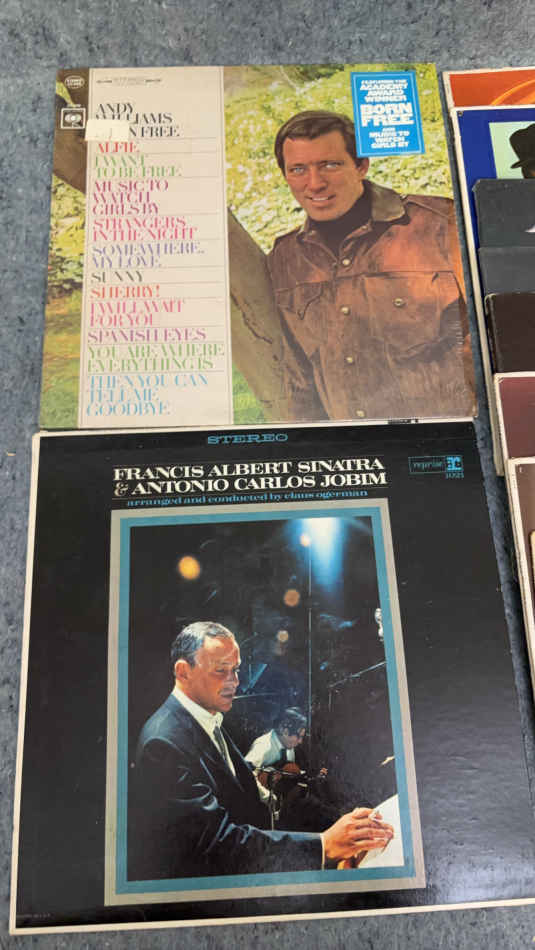 STEREO
ANDY
WILLIAMS
BORN FREE
ALFIE
I WANT
TO BE FREE
MUSIC TO
WATCH
GIRLS BY
STRANGERS
IN THE NIGHT
SOMEWHERE,
MY LOVE
SUNNY
SHERRY!
I WILL WAIT
FOR YOU
SPANISH EYES
YOU ARE WHERE
EVERYTHING IS
THEN YOU CAN
TELL ME
GOODBYE
FEATURING THE
ACADEMY
AWARD
WINNER
BORN
FREE
AND
MUSIC TO
WATCH
GIRLS BY
STEREO
FRANCIS ALBERT SINATRA
& ANTONIO CARLOS JOBIM
arranged and conducted by claus ogerman
reprise
1021